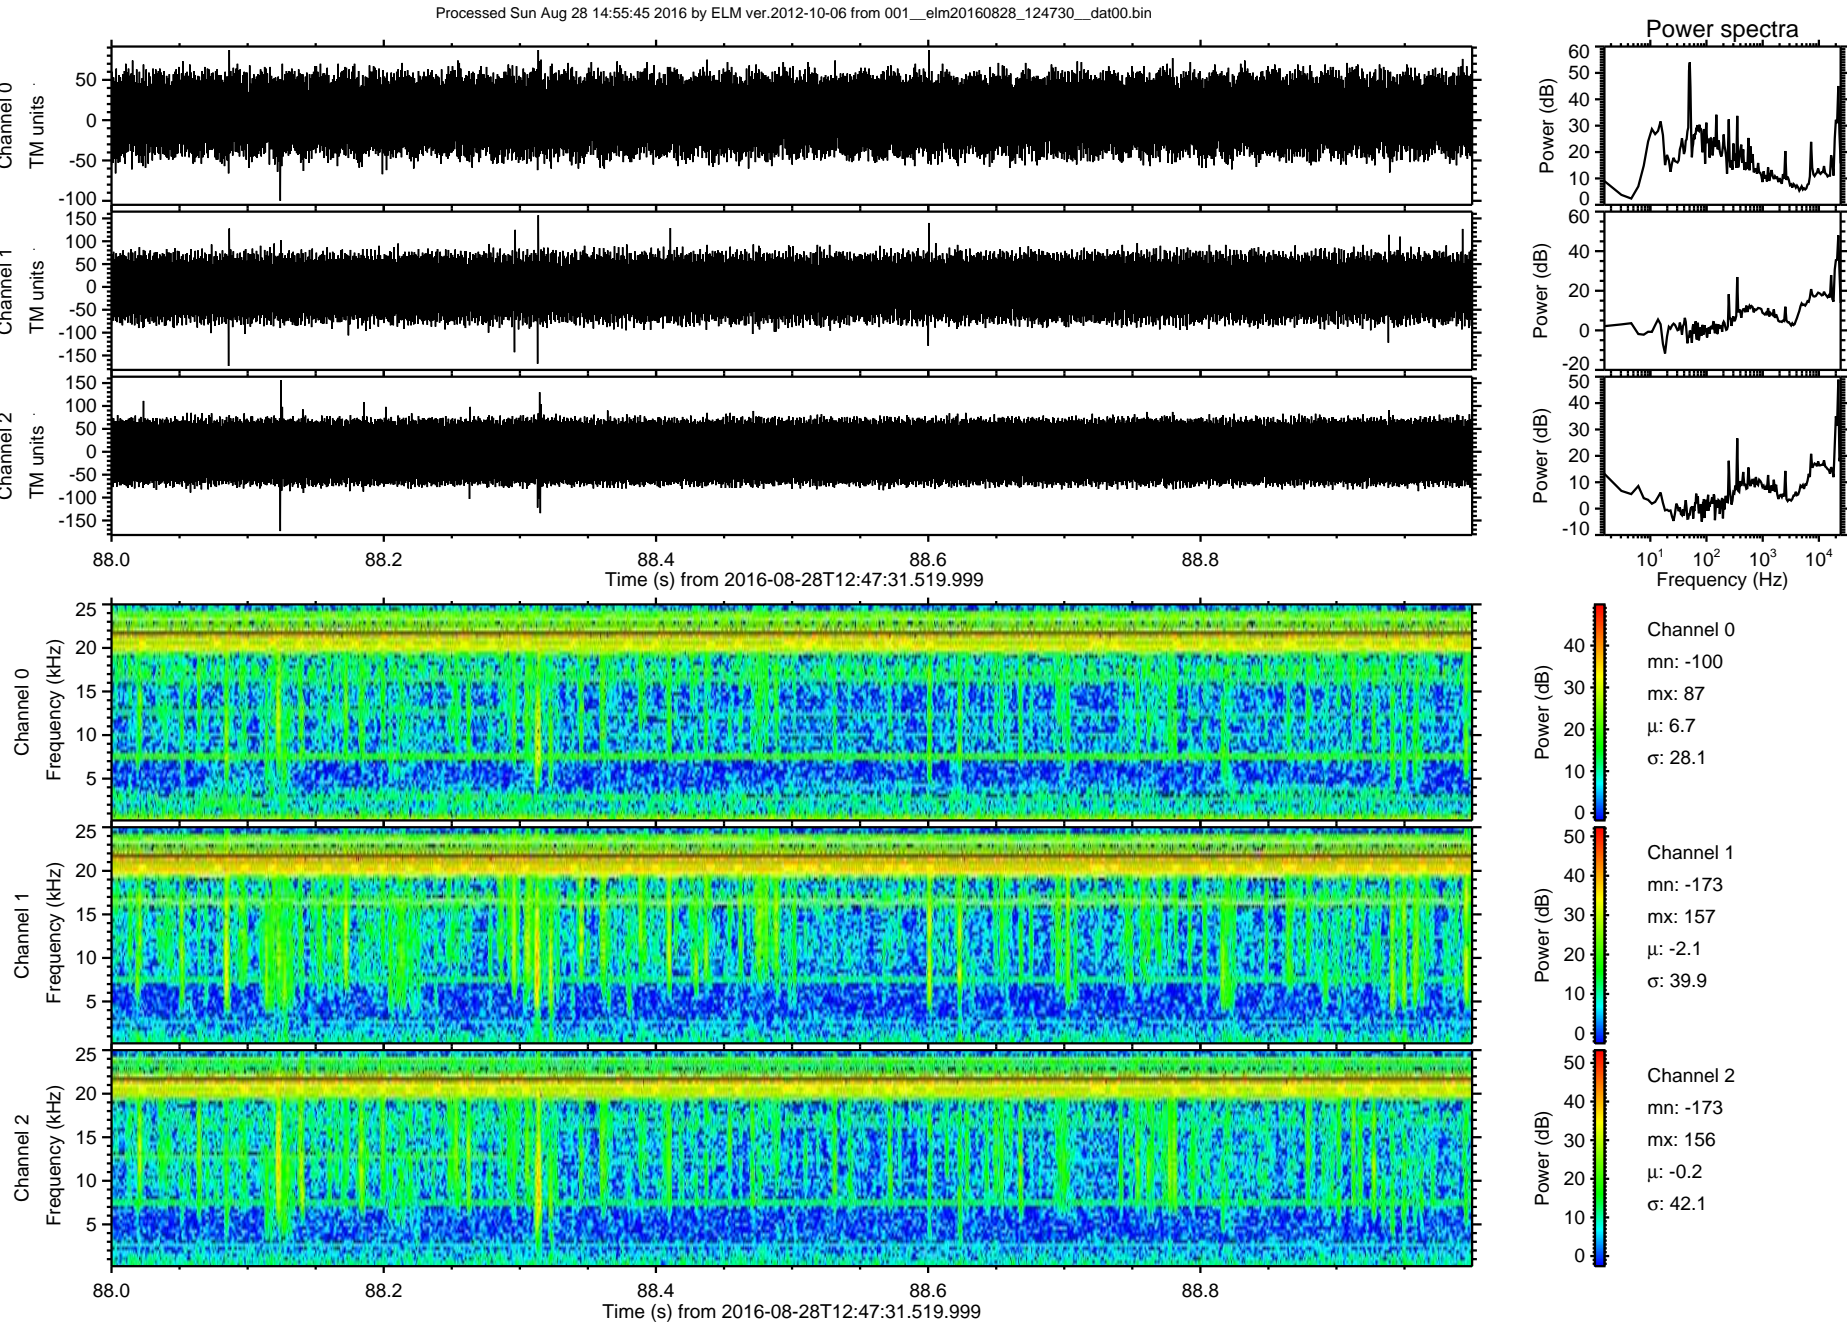 Processed Sun Aug 28 14:55:45 2016 by ELM ver.2012-10-06 from 001__elm20160828_124730__dat00.bin
Power spectra
Channel 0
TM units
50
0
-50
-100
Power (dB)
60
50
40
30
20
10
0
Channel 1
TM units
150
100
50
0
-50
-100
-150
Power (dB)
60
40
20
0
-20
Channel 2
TM units
150
100
50
0
-50
-100
-150
Power (dB)
50
40
30
20
10
0
-10
88.0 88.2 88.4 88.6 88.8
Time (s) from 2016-08-28T12:47:31.519.999
10^1 10^2 10^3 10^4
Frequency (Hz)
Channel 0
Frequency (kHz)
25
20
15
10
5
Power (dB)
40
30
20
10
0
Channel 0
mn: -100
mx: 87
μ: 6.7
σ: 28.1
Channel 1
Frequency (kHz)
25
20
15
10
5
Power (dB)
50
40
30
20
10
0
Channel 1
mn: -173
mx: 157
μ: -2.1
σ: 39.9
Channel 2
Frequency (kHz)
25
20
15
10
5
Power (dB)
50
40
30
20
10
0
Channel 2
mn: -173
mx: 156
μ: -0.2
σ: 42.1
88.0 88.2 88.4 88.6 88.8
Time (s) from 2016-08-28T12:47:31.519.999